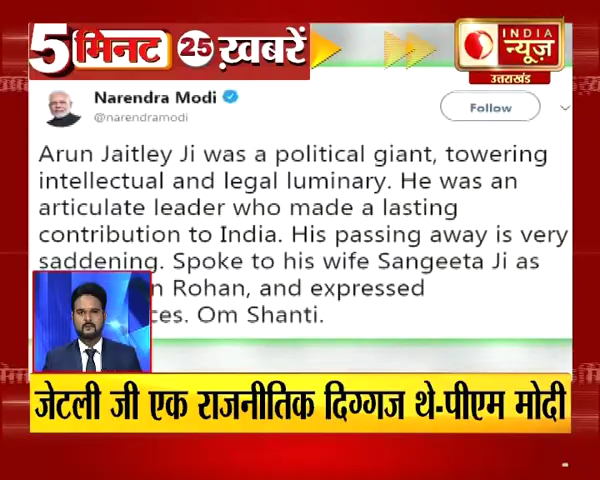 5 मिनट 25 ख़बरें
INDIA
न्यूज़
उत्तराखंड
Narendra Modi
@narendramodi
Follow
Arun Jaitley Ji was a political giant, towering
intellectual and legal luminary. He was an
articulate leader who made a lasting
contribution to India. His passing away is very
saddening. Spoke to his wife Sangeeta Ji as
Rohan, and expressed
Om Shanti.
जेटली जी एक राजनीतिक दिग्गज थे-पीएम मोदी